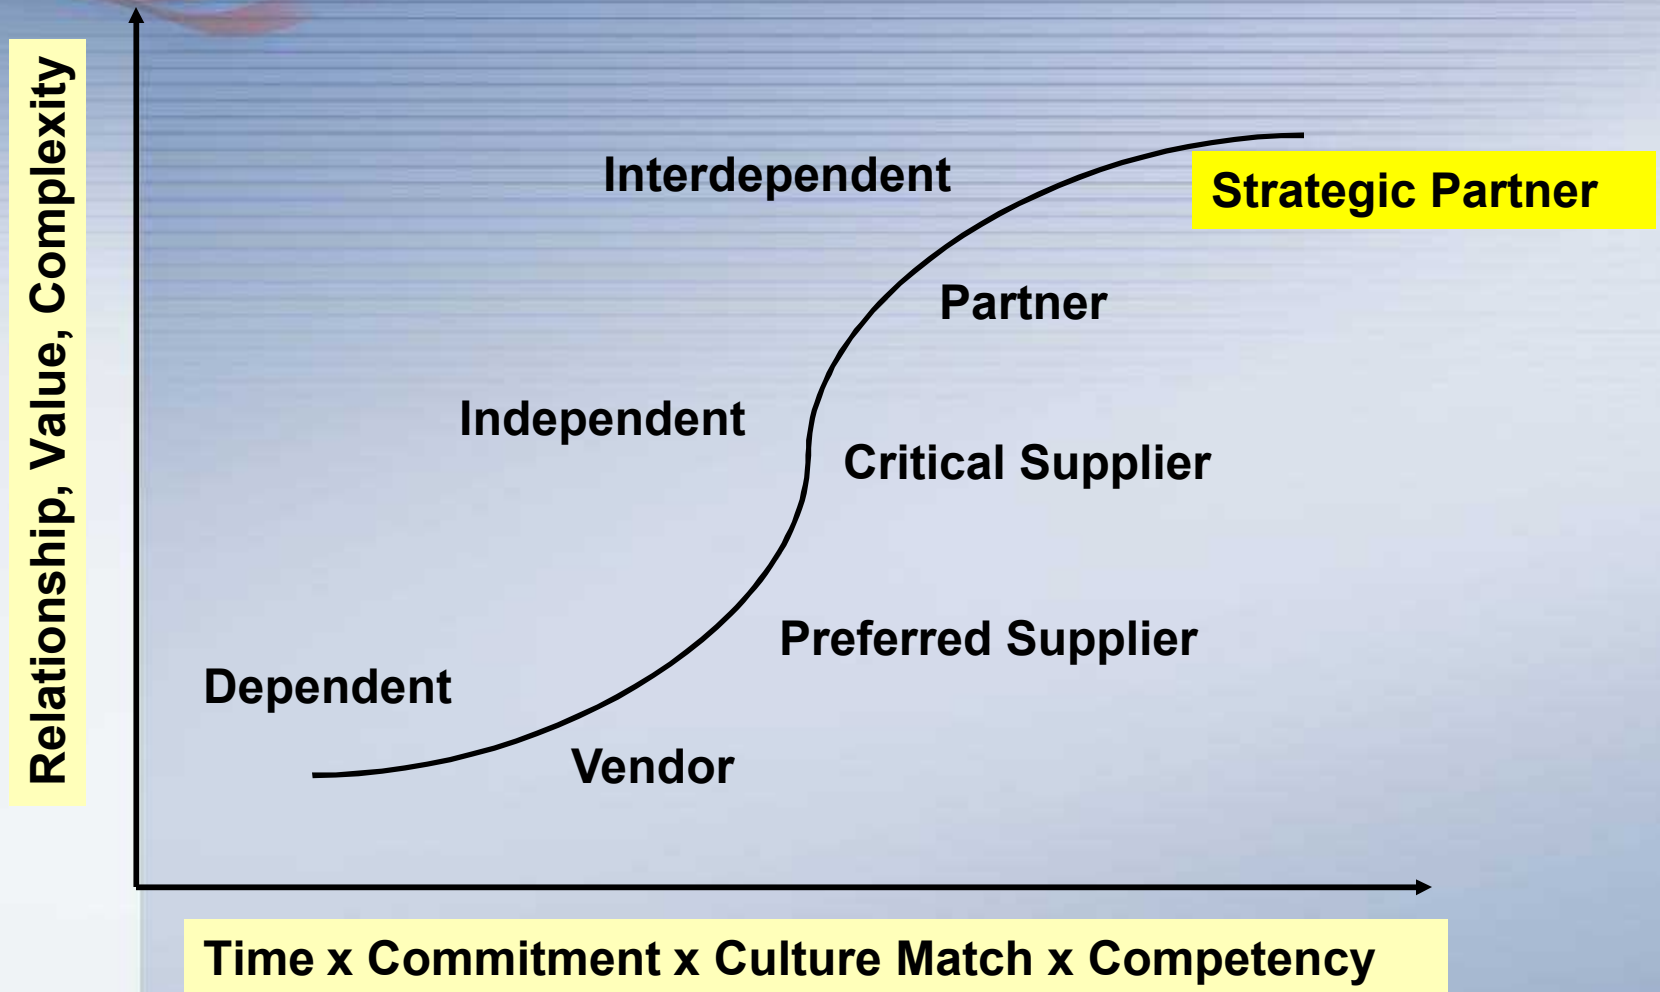 Relationship, Value, Complexity
Interdependent
Strategic Partner
Partner
Independent
Critical Supplier
Preferred Supplier
Dependent
Vendor
Time x Commitment x Culture Match x Competency